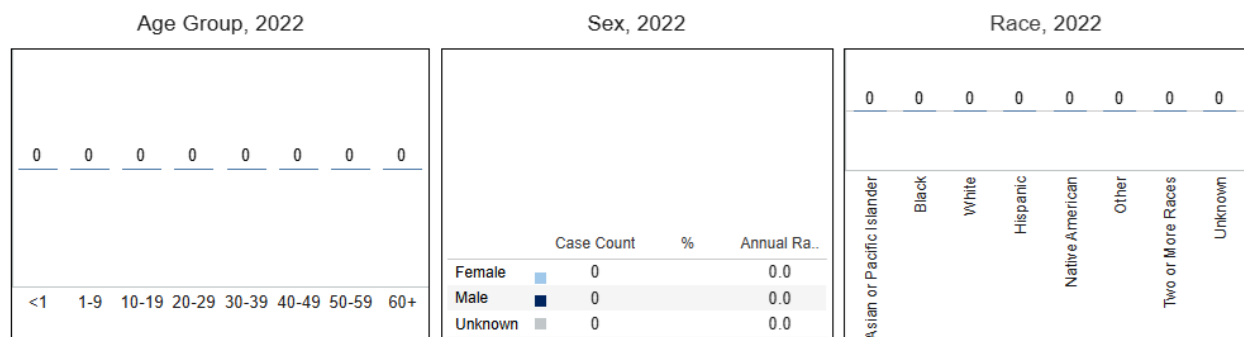 Age Group, 2022
0 0 0 0 0 0 0 0
<1 1-9 10-19 20-29 30-39 40-49 50-59 60+
Sex, 2022
Case Count % Annual Ra..
Female 0 0.0
Male 0 0.0
Unknown 0 0.0
Race, 2022
0 0 0 0 0 0 0 0
Asian or Pacific Islander
Black
White
Hispanic
Native American
Other
Two or More Races
Unknown